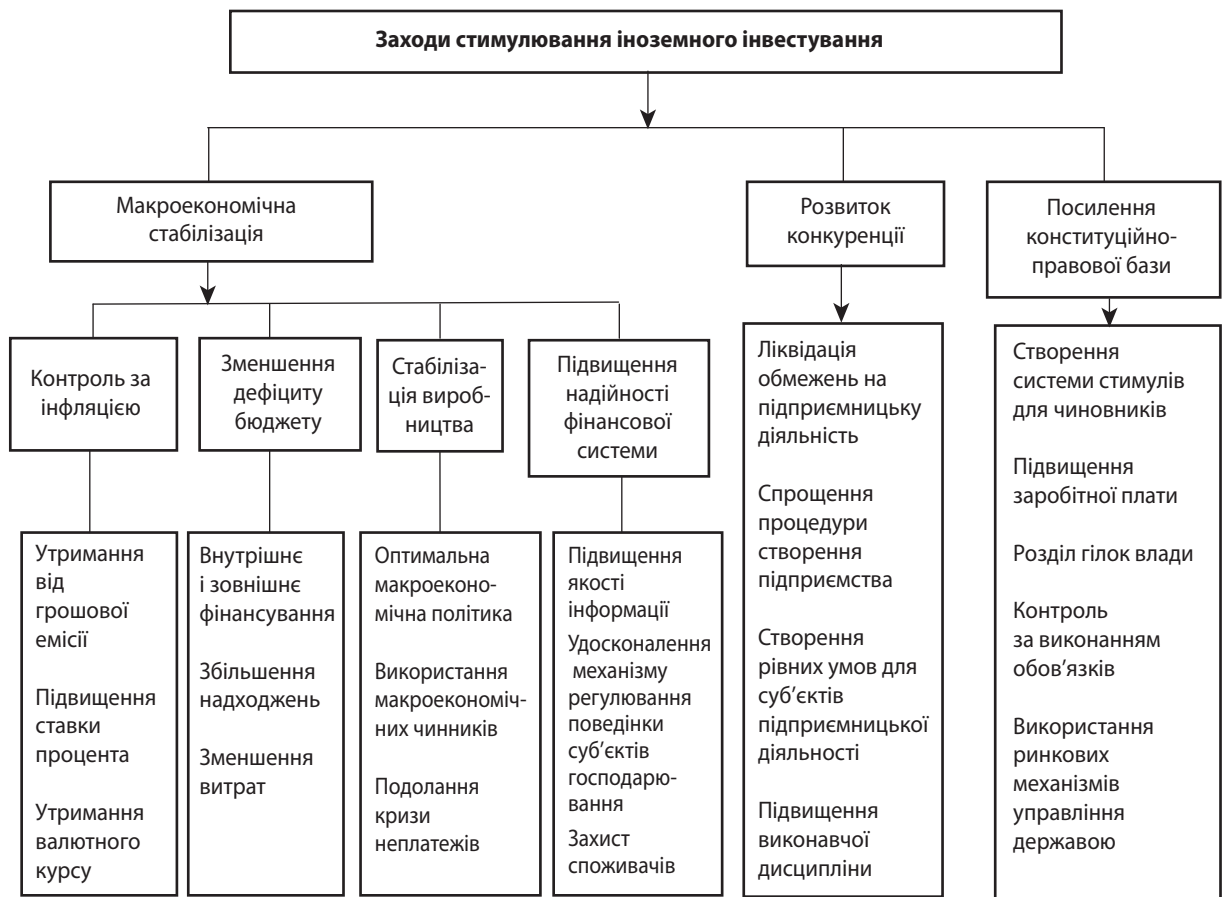 Заходи стимулювання іноземного інвестування
Макроекономічна
стабілізація
Розвиток
конкуренції
Посилення
конституційно-
правової бази
Контроль за
інфляцією
Зменшення
дефіциту
бюджету
Стабіліза-
ція вироб-
ництва
Підвищення
надійності
фінансової
системи
Утримання
від
грошової
емісії
Підвищення
ставки
процента
Утримання
валютного
курсу
Внутрішнє
і зовнішнє
фінансування
Збільшення
надходжень
Зменшення
витрат
Оптимальна
макроеконо-
мічна політика
Використання
макроекономіч-
них чинників
Подолання
кризи
неплатежів
Підвищення
якості
інформації
Удосконалення
механізму
регулювання
поведінки
суб’єктів
господарю-
вання
Захист
споживачів
Ліквідація
обмежень на
підприємницьку
діяльність
Спрощення
процедури
створення
підприємства
Створення
рівних умов для
суб’єктів
підприємницької
діяльності
Підвищення
виконавчої
дисципліни
Створення
системи стимулів
для чиновників
Підвищення
заробітної плати
Розділ гілок влади
Контроль
за виконанням
обов’язків
Використання
ринкових
механізмів
управління
державою